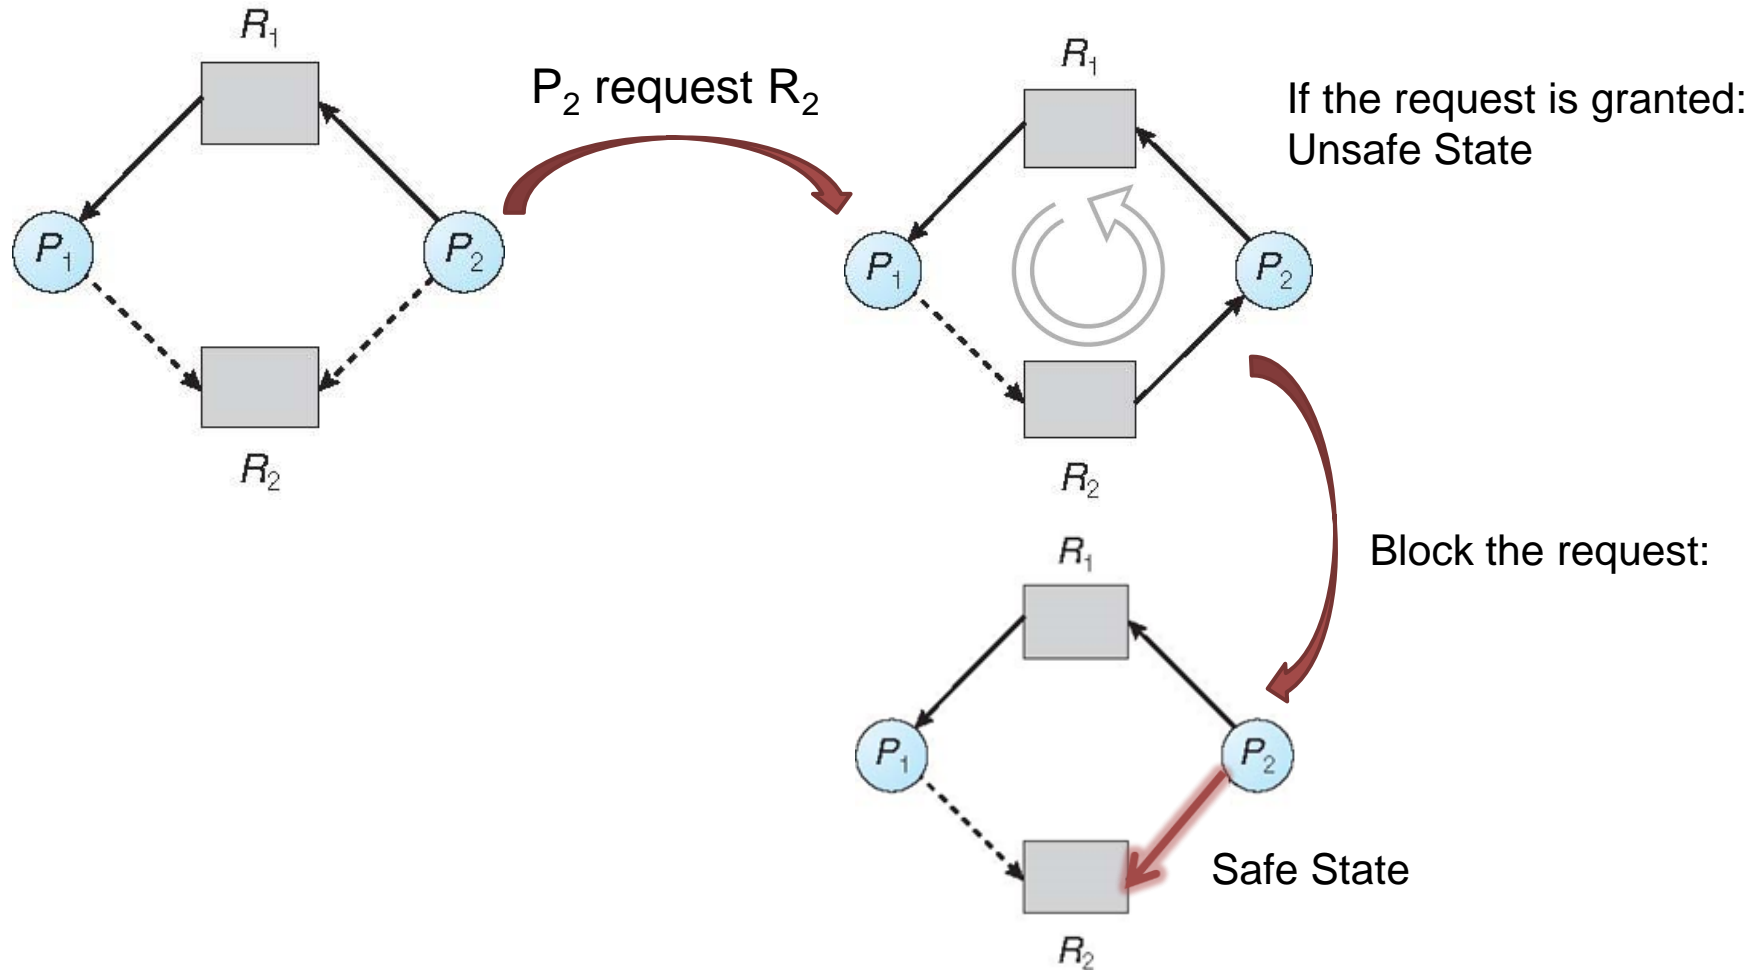 R₁
P₂ request R₂
P₁
P₂
R₂
R₁
If the request is granted:
Unsafe State
P₁
P₂
R₂
Block the request:
R₁
P₁
P₂
Safe State
R₂